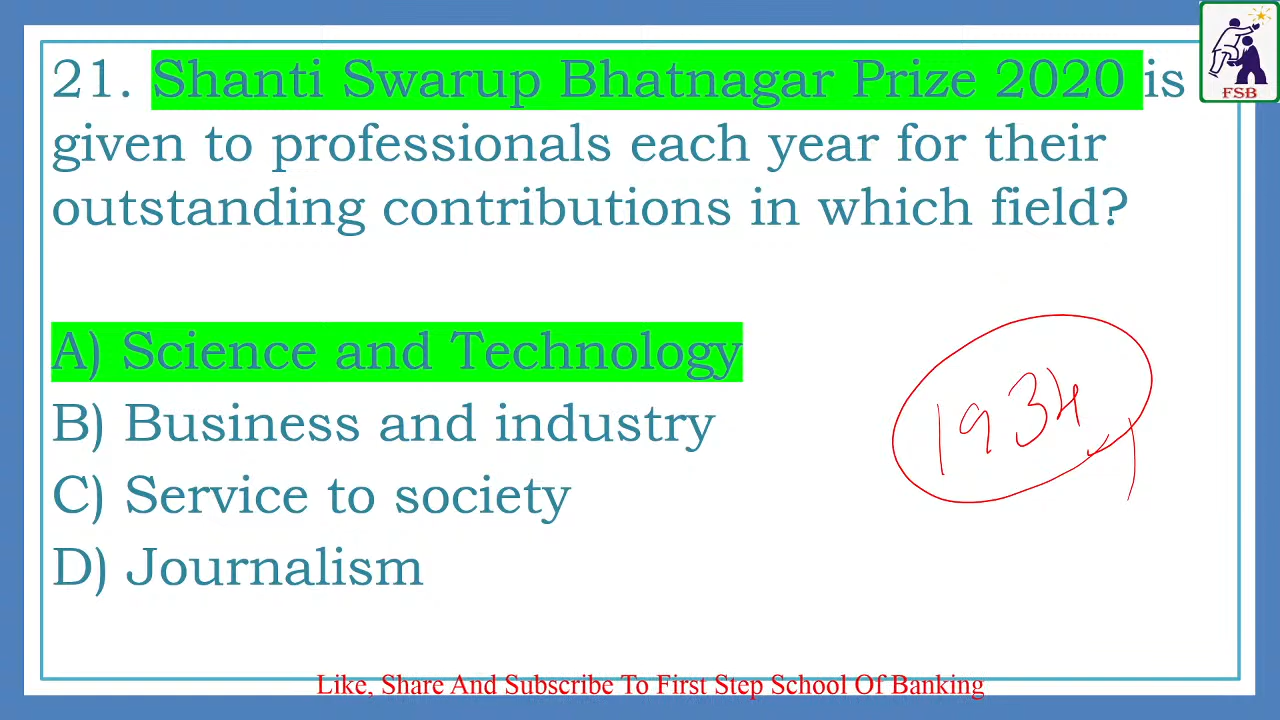 21. Shanti Swarup Bhatnagar Prize 2020 is
given to professionals each year for their
outstanding contributions in which field?
A) Science and Technology
B) Business and industry
C) Service to society
D) Journalism
1934
FSB
Like, Share And Subscribe To First Step School Of Banking